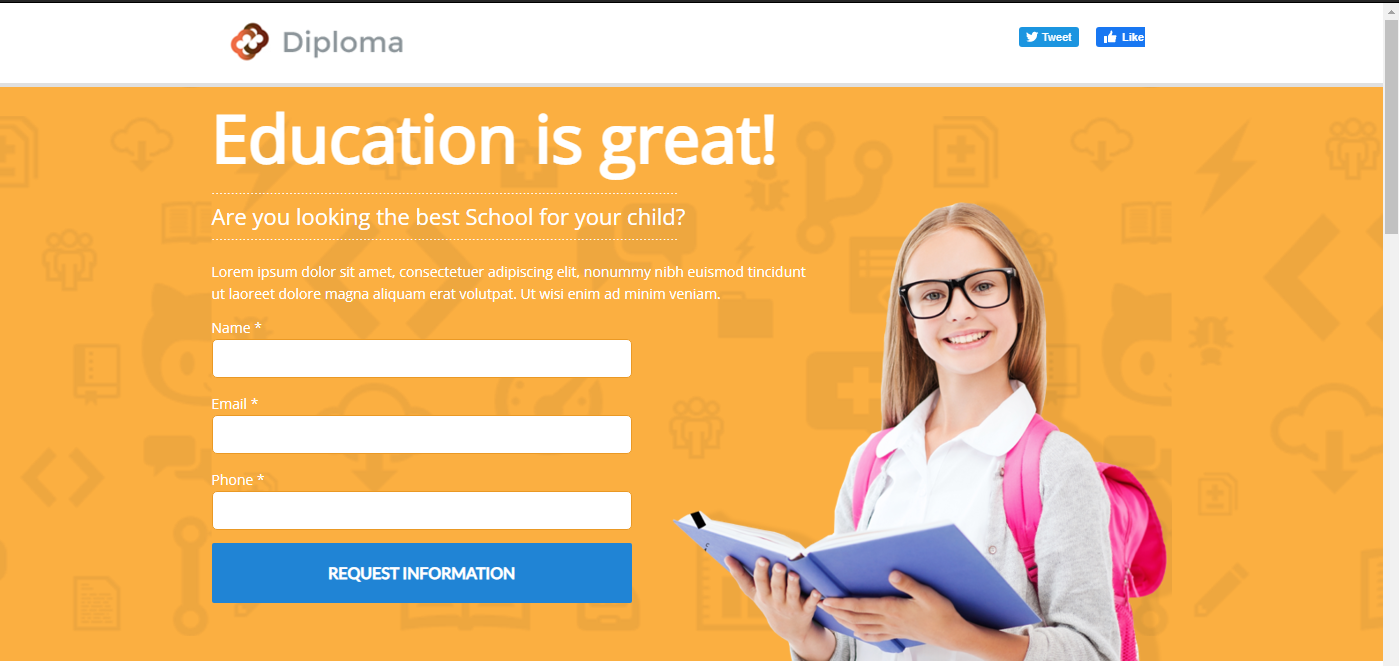 Diploma
Tweet
Like
Education is great!
Are you looking the best School for your child?
Lorem ipsum dolor sit amet, consectetuer adipiscing elit, nonummy nibh euismod tincidunt
ut laoreet dolore magna aliquam erat volutpat. Ut wisi enim ad minim veniam.
Name *
Email *
Phone *
REQUEST INFORMATION